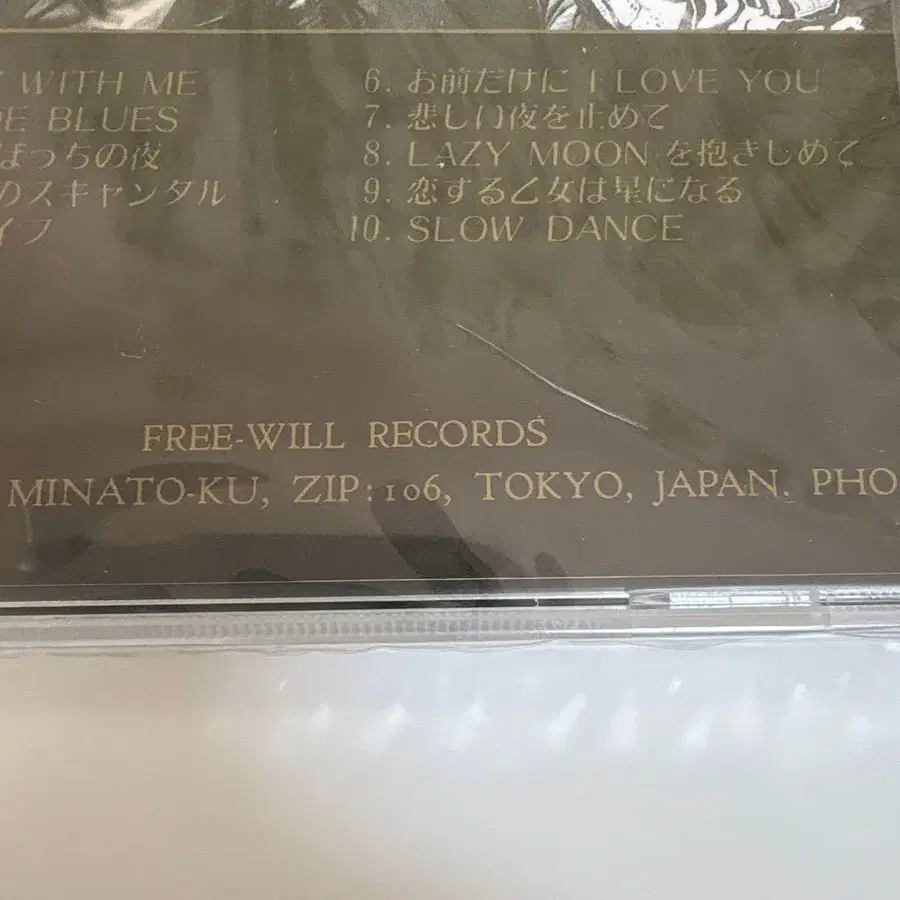 WITH ME
BLUES
ぼっちの夜
のスキャンダル
イフ
6. お前だけに I LOVE YOU
7. 悲しい夜を止めて
8. LAZY MOON を抱きしめて
9. 恋する乙女は星になる
10. SLOW DANCE
FREE-WILL RECORDS
MINATO-KU, ZIP:106, TOKYO, JAPAN. PHO